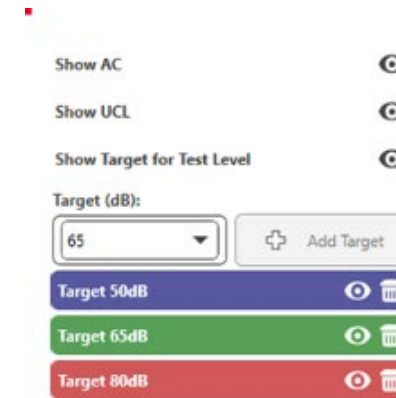 Show AC
Show UCL
Show Target for Test Level
Target (dB):
65 Add Target
Target 50dB
Target 65dB
Target 80dB